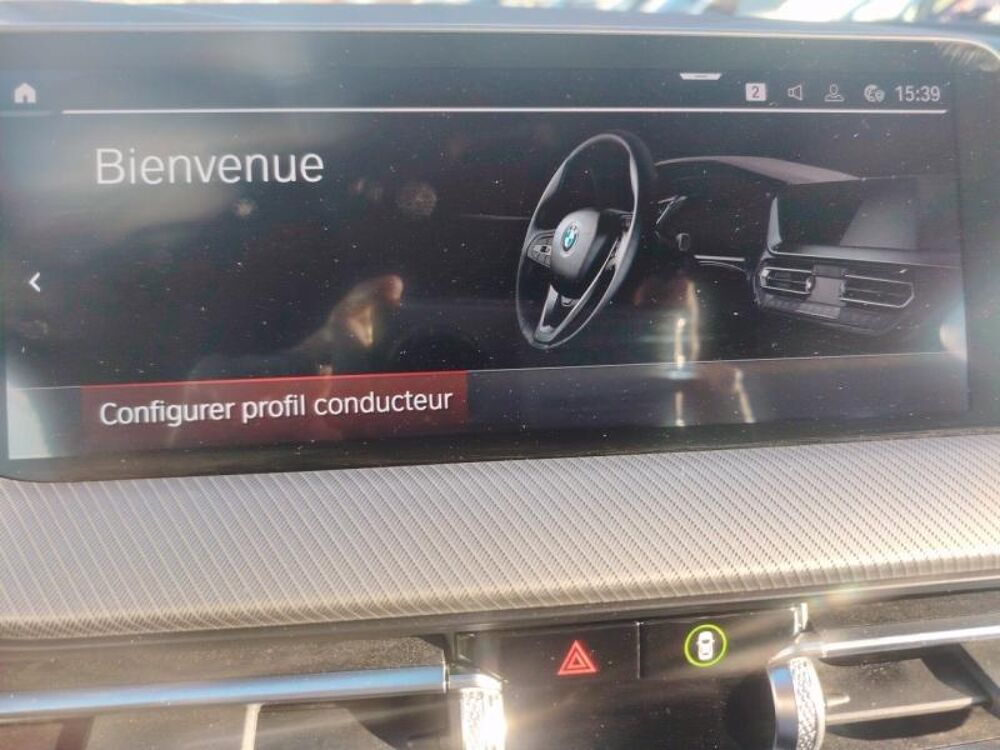 2
15:39
Bienvenue
Configurer profil conducteur